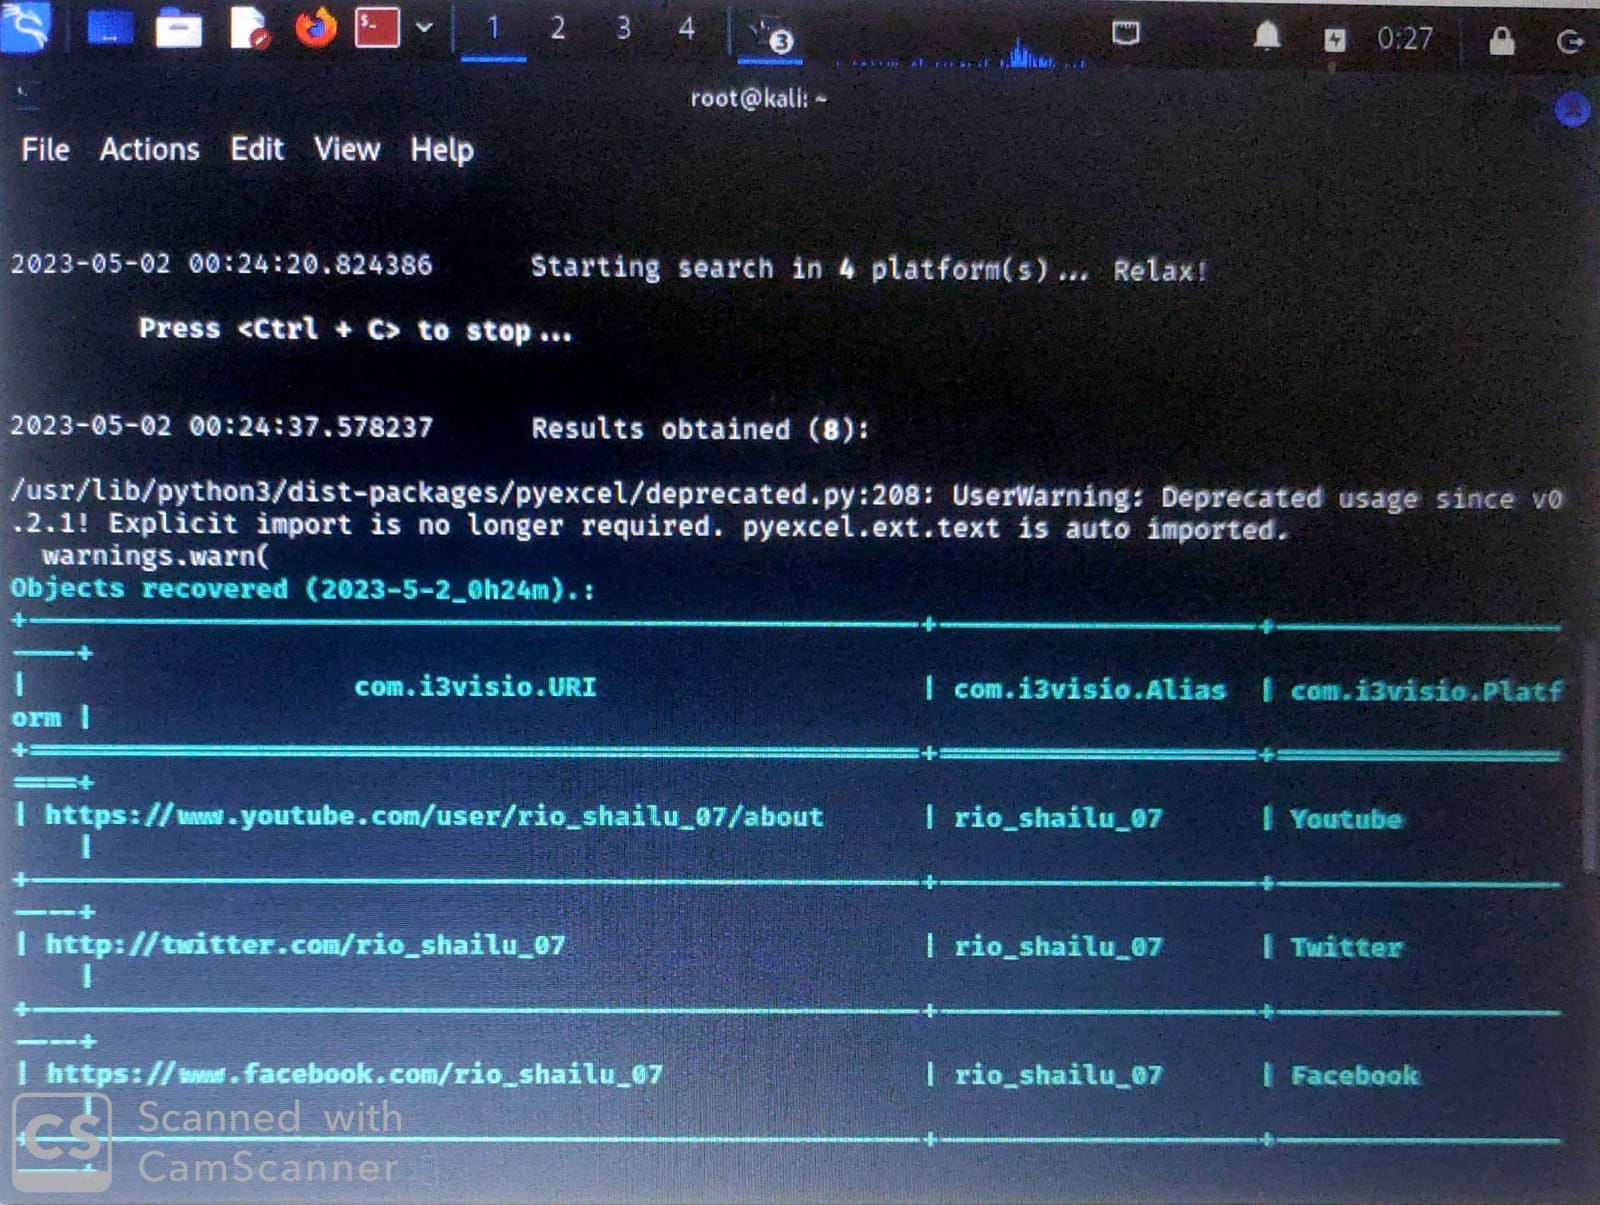 1 2 3 4 3 0:27
root@kali: ~
File Actions Edit View Help
2023-05-02 00:24:20.824386 Starting search in 4 platform(s)... Relax!
Press <Ctrl + C> to stop...
2023-05-02 00:24:37.578237 Results obtained (8):
/usr/lib/python3/dist-packages/pyexcel/deprecated.py:208: UserWarning: Deprecated usage since v0
.2.1! Explicit import is no longer required. pyexcel.ext.text is auto imported.
warnings.warn(
Objects recovered (2023-5-2_0h24m).:
| com.i3visio.URI | com.i3visio.Alias | com.i3visio.Platf
orm |
| https://www.youtube.com/user/rio_shailu_07/about | rio_shailu_07 | Youtube
|
| http://twitter.com/rio_shailu_07 | rio_shailu_07 | Twitter
|
| https://www.facebook.com/rio_shailu_07 | rio_shailu_07 | Facebook
|
CS Scanned with
CamScanner